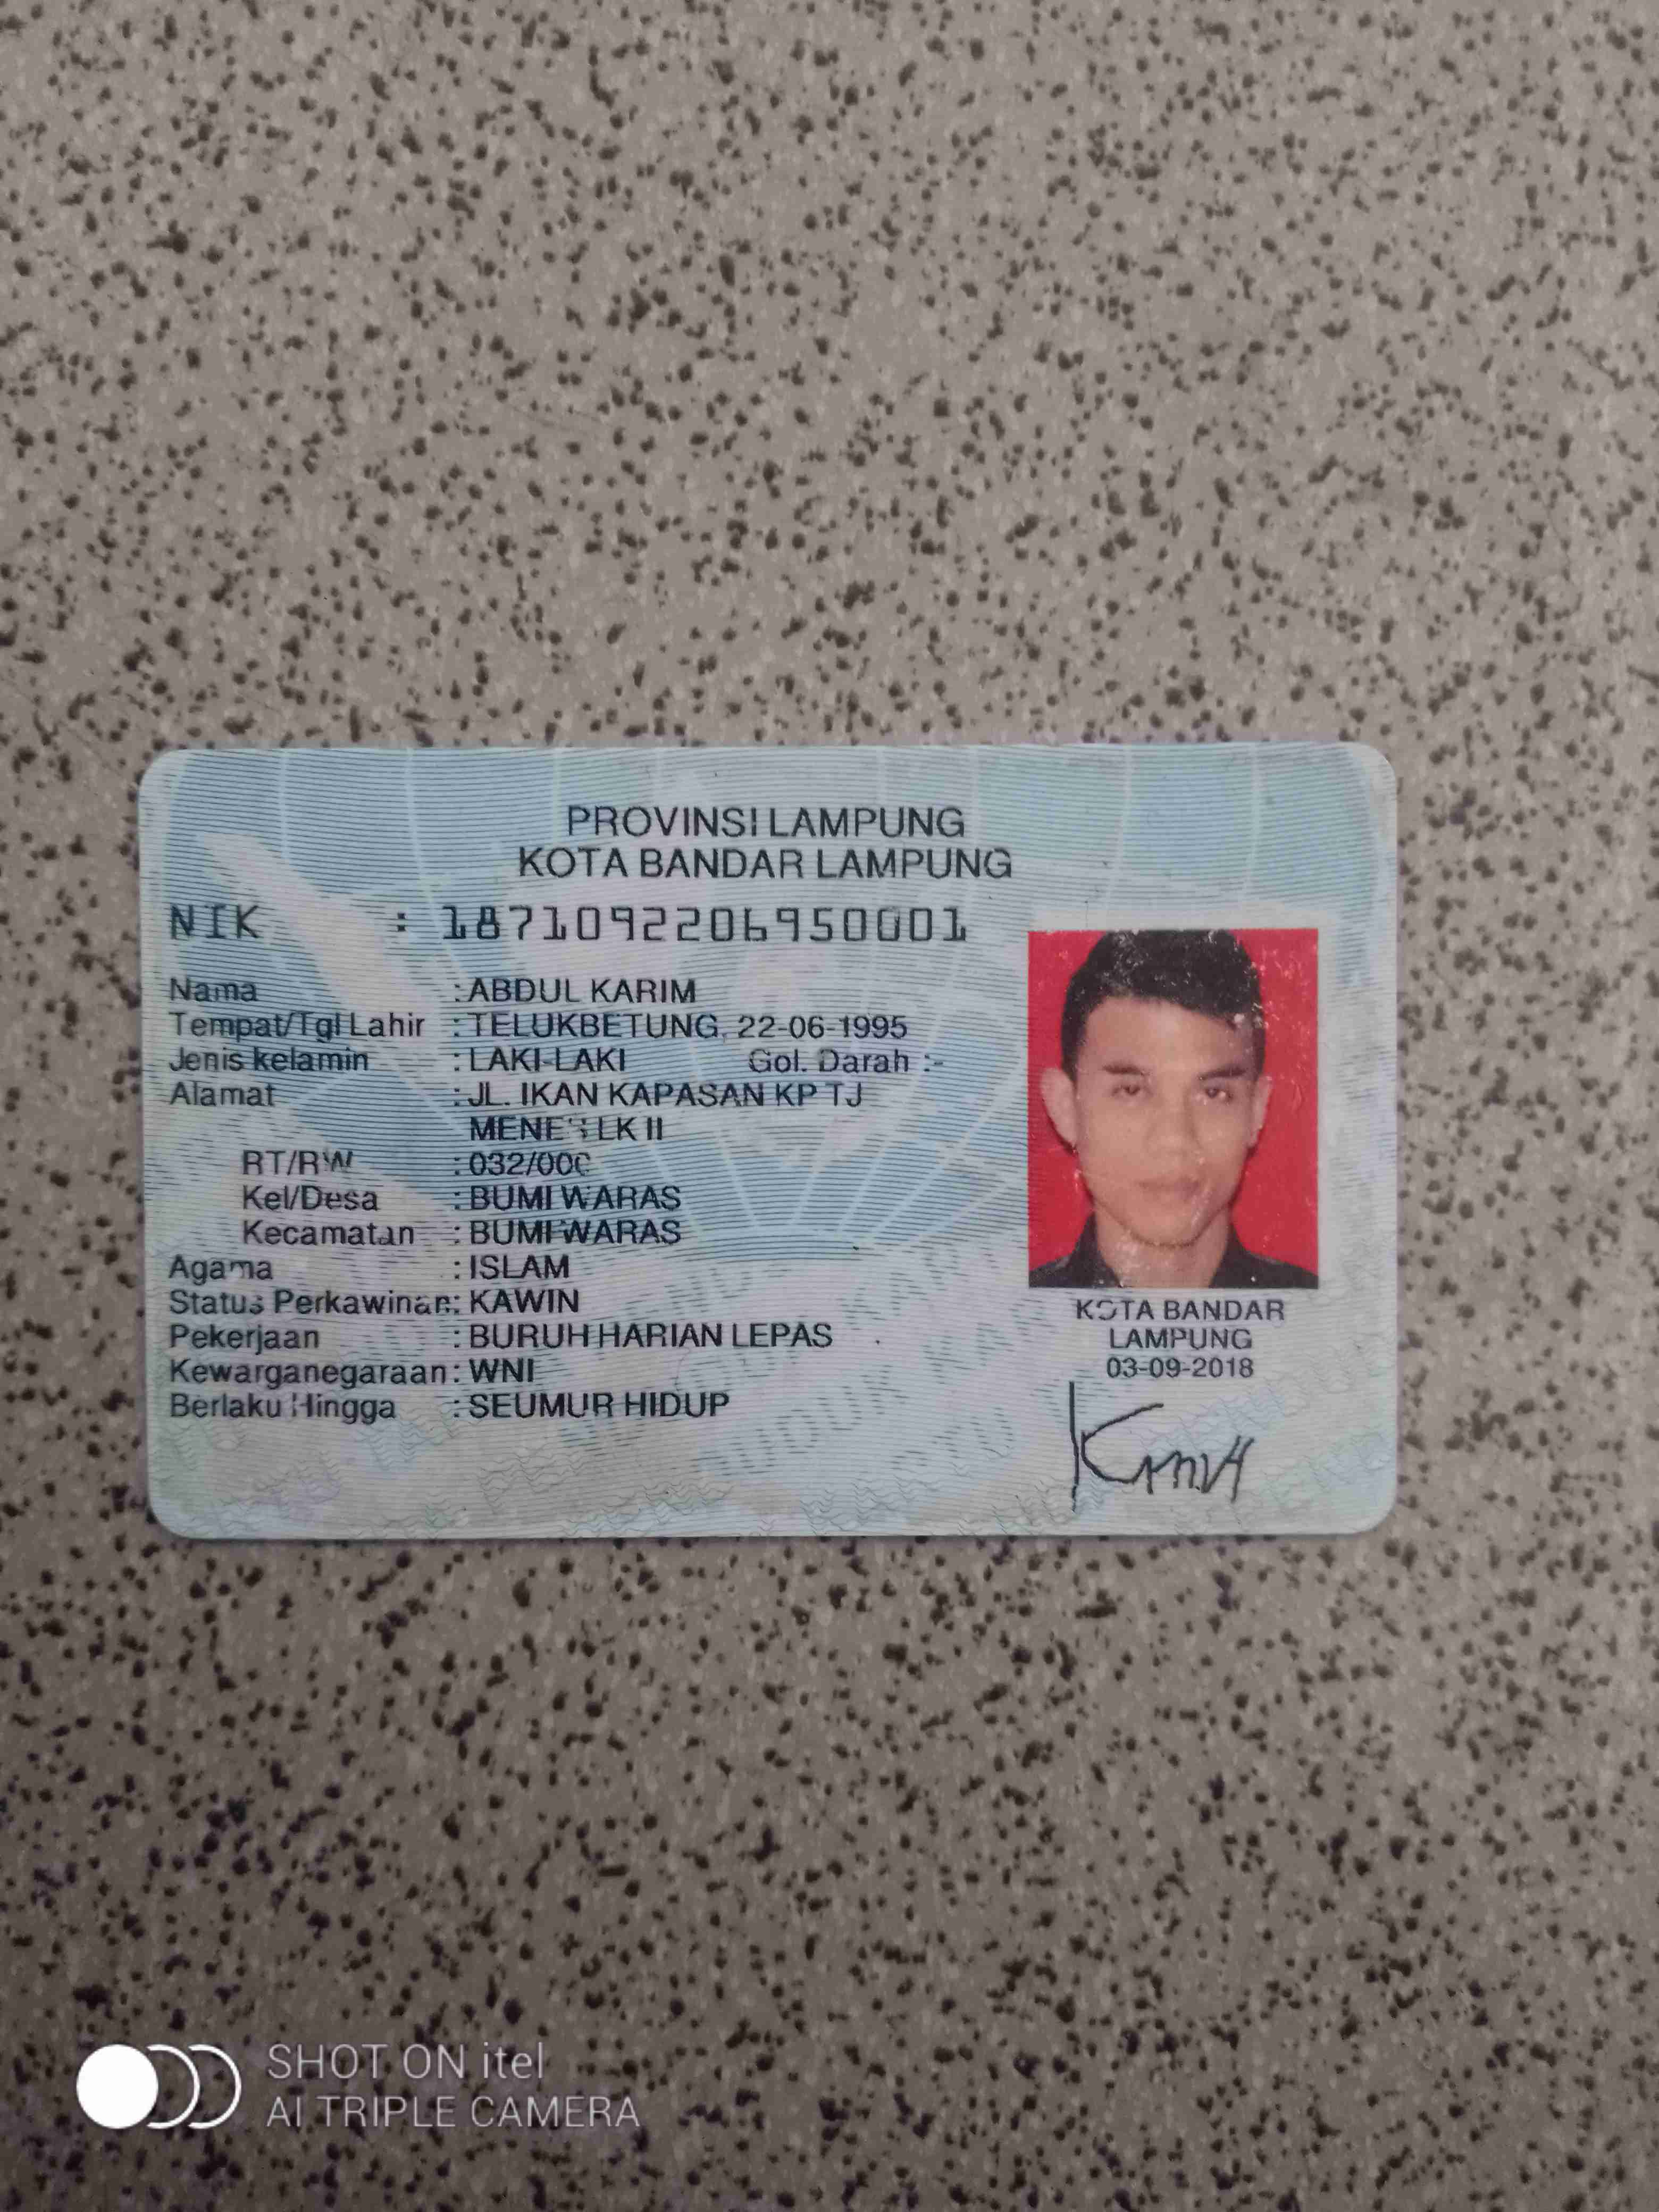 PROVINSI LAMPUNG
KOTA BANDAR LAMPUNG
NIK : 1871092206950001
Nama : ABDUL KARIM
Tempat/Tgl Lahir : TELUKBETUNG, 22-06-1995
Jenis kelamin : LAKI-LAKI Gol. Darah :-
Alamat : JL. IKAN KAPASAN KP TJ
LK II
RT/RW : 032/000
Kel/Desa : BUMI WARAS
Kecamatan : BUMI WARAS
Agama : ISLAM
Status Perkawinan: KAWIN
Pekerjaan : BURUH HARIAN LEPAS
Kewarganegaraan: WNI
Berlaku Hingga : SEUMUR HIDUP
KOTA BANDAR
LAMPUNG
03-09-2018
SHOT ON itel
AI TRIPLE CAMERA